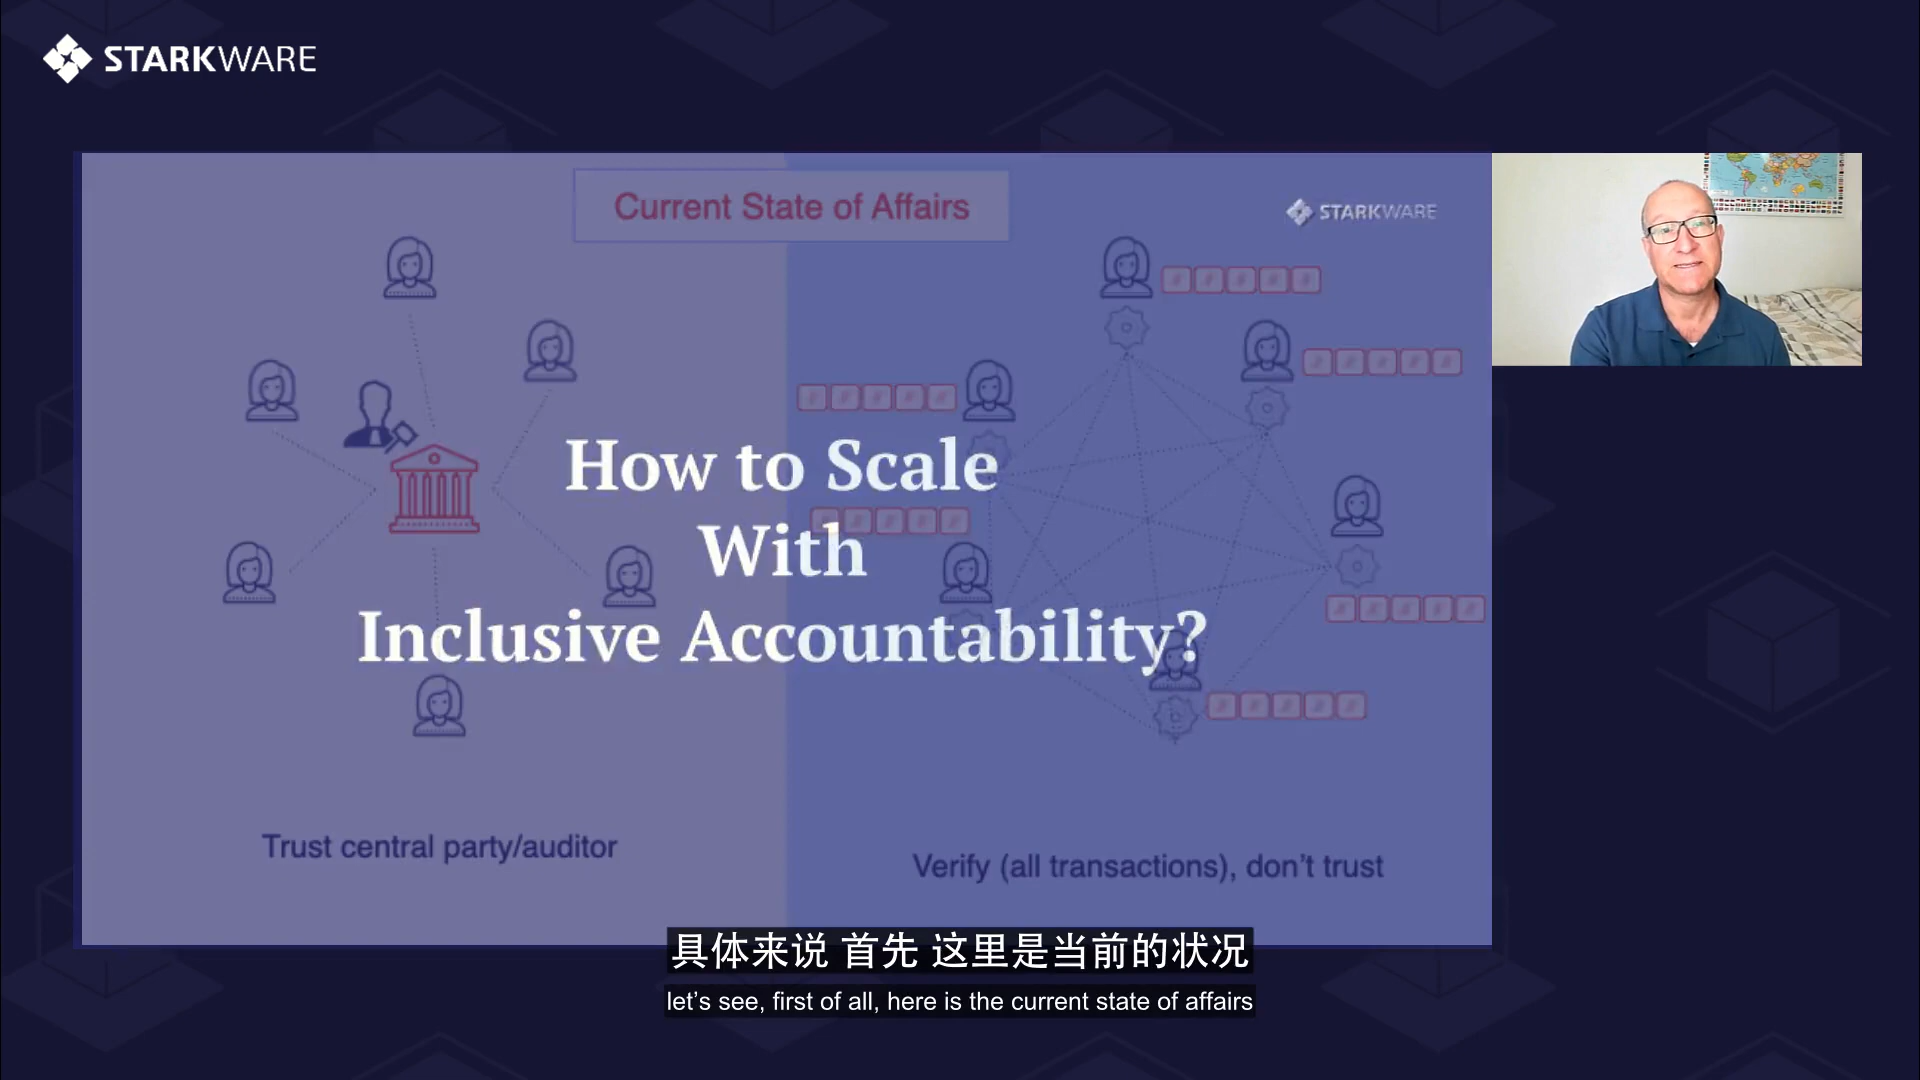 STARKWARE
Current State of Affairs
STARKWARE
How to Scale
With
Inclusive Accountability?
Trust central party/auditor
Verify (all transactions), don't trust
具体来说 首先 这里是当前的状况
let's see, first of all, here is the current state of affairs